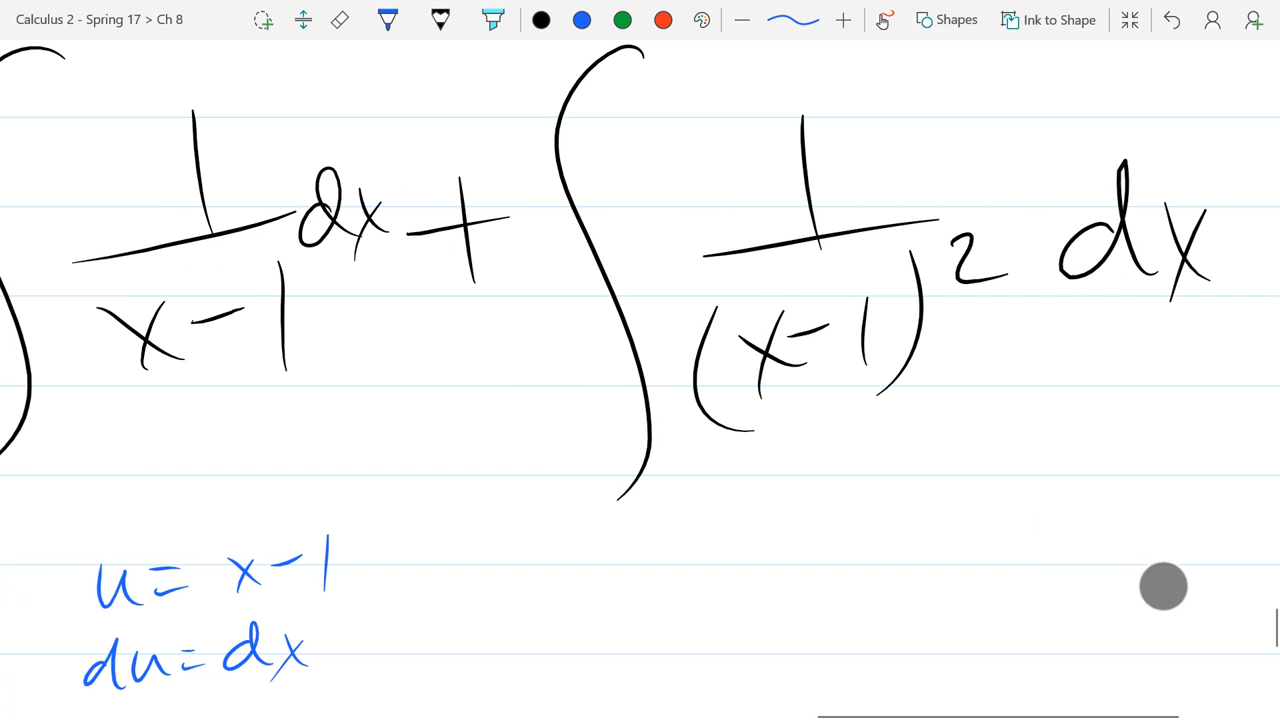 Calculus 2 - Spring 17 > Ch 8 Shapes Ink to Shape
∫ 1/(x-1) dx + ∫ 1/(x-1)² dx
u = x-1
du = dx